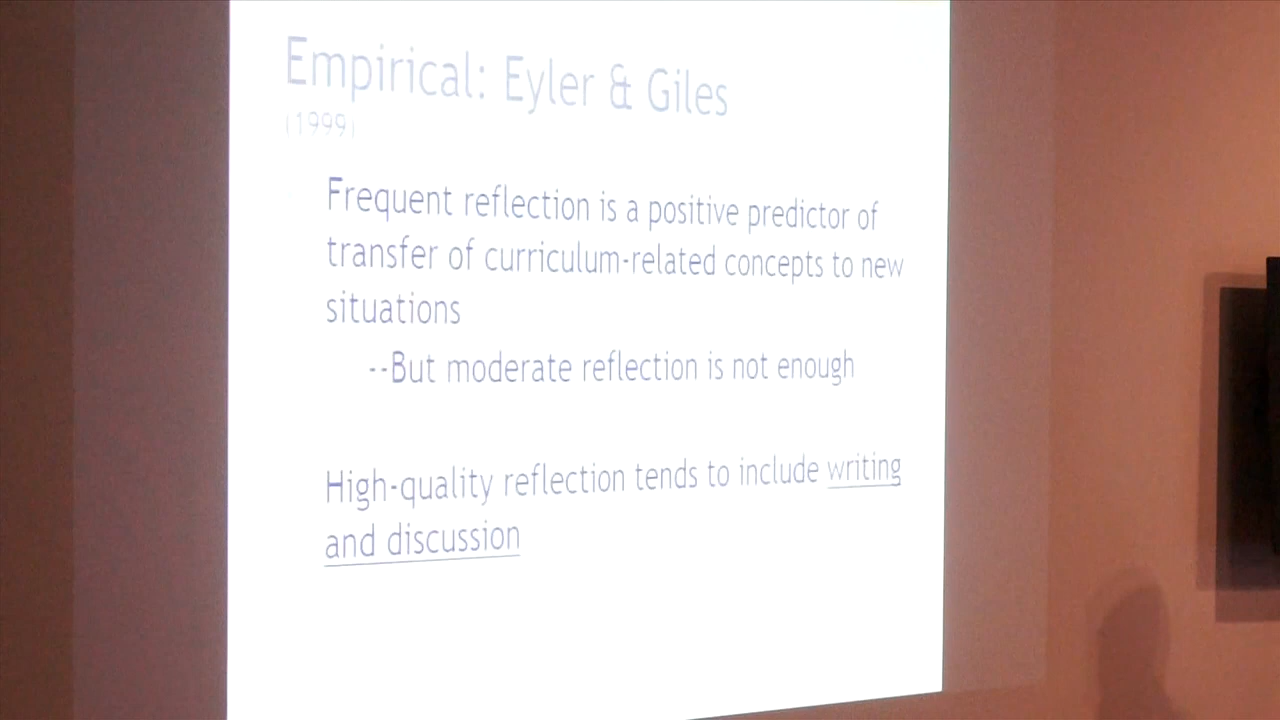 Empirical: Eyler & Giles
(1999)
Frequent reflection is a positive predictor of
transfer of curriculum-related concepts to new
situations
--But moderate reflection is not enough
High-quality reflection tends to include writing
and discussion